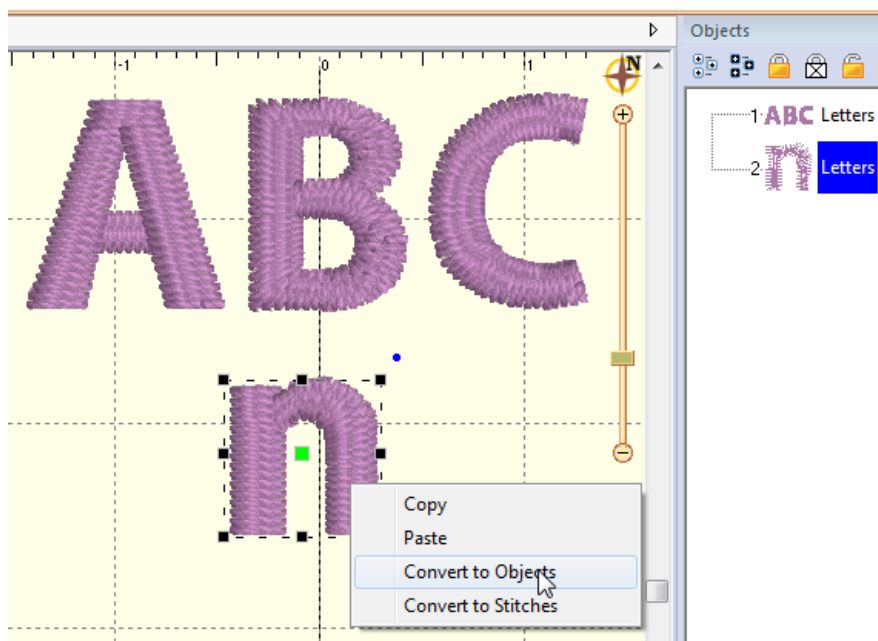 Objects
-1 0 1 N
1 ABC Letters
2 n Letters
ABC
n
Copy
Paste
Convert to Objects
Convert to Stitches